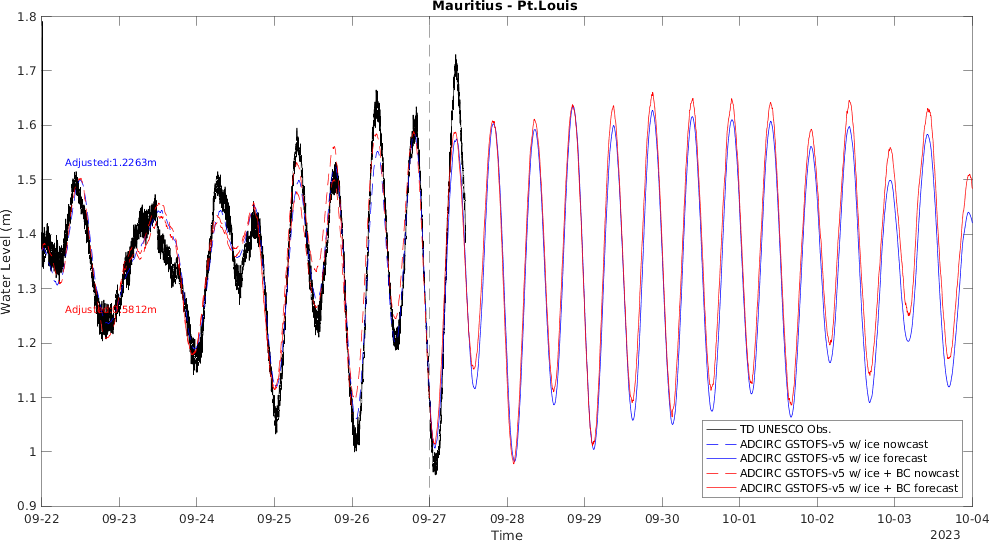 Mauritius - Pt.Louis
1.8
1.7
1.6
1.5
1.4
1.3
1.2
1.1
1
0.9
Water Level (m)
Adjusted:1.2263m
5812m
TD UNESCO Obs.
ADCIRC GSTOFS-v5 w/ ice nowcast
ADCIRC GSTOFS-v5 w/ ice forecast
ADCIRC GSTOFS-v5 w/ ice + BC nowcast
ADCIRC GSTOFS-v5 w/ ice + BC forecast
09-22 09-23 09-24 09-25 09-26 09-27 09-28 09-29 09-30 10-01 10-02 10-03 10-04
Time
2023